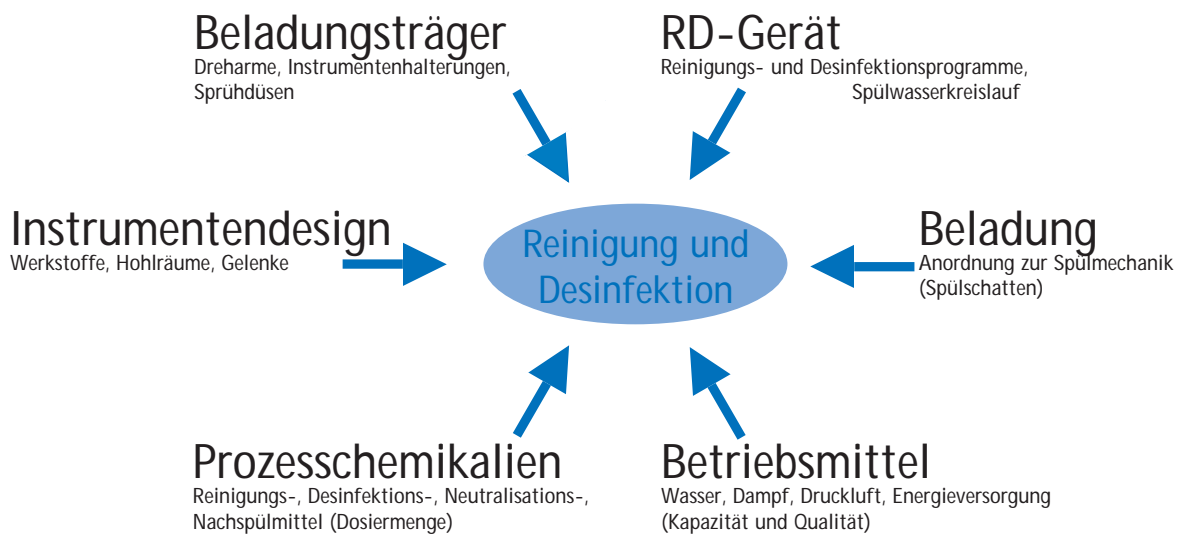 Beladungsträger
Dreharme, Instrumentenhalterungen,
Sprühdüsen
RD-Gerät
Reinigungs- und Desinfektionsprogramme,
Spülwasserkreislauf
Instrumentendesign
Werkstoffe, Hohlräume, Gelenke
Reinigung und
Desinfektion
Beladung
Anordnung zur Spülmechanik
(Spülschatten)
Prozesschemikalien
Reinigungs-, Desinfektions-, Neutralisations-,
Nachspülmittel (Dosiermenge)
Betriebsmittel
Wasser, Dampf, Druckluft, Energieversorgung
(Kapazität und Qualität)